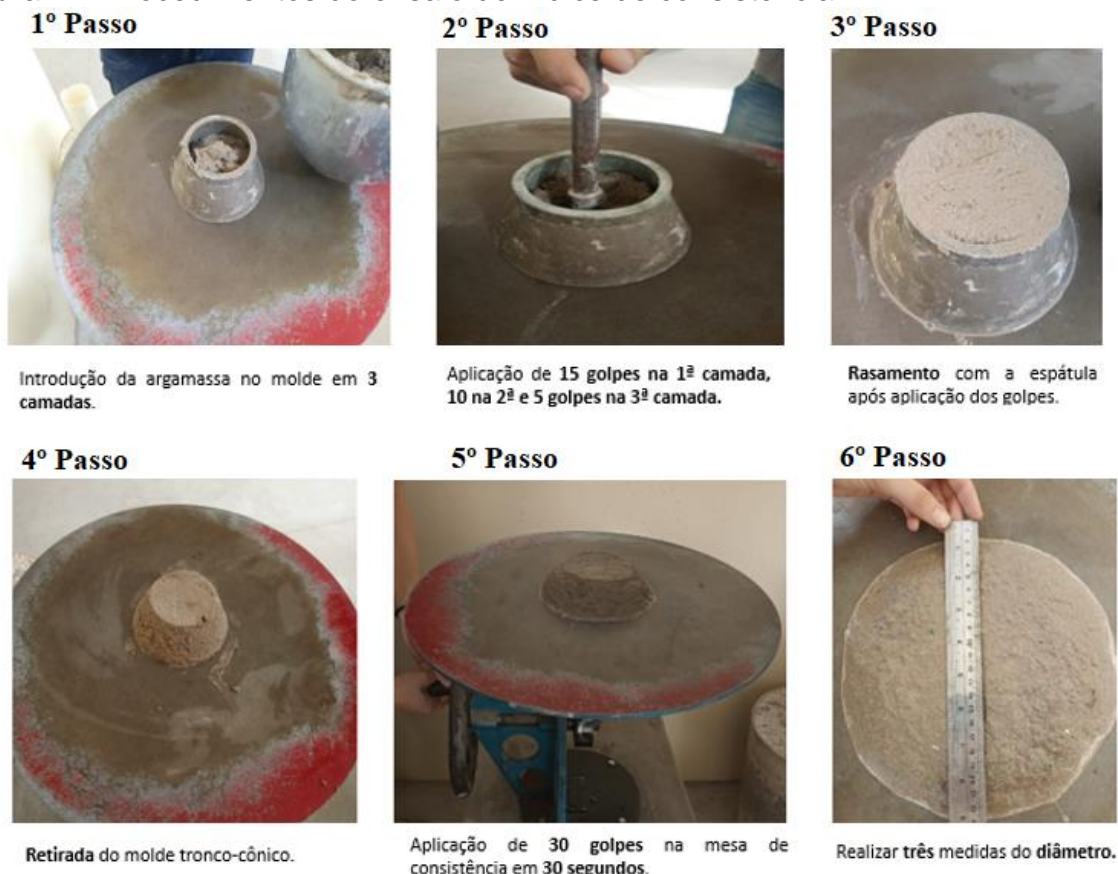 1º Passo
2º Passo
3º Passo
Introdução da argamassa no molde em 3
camadas.
Aplicação de 15 golpes na 1ª camada,
10 na 2ª e 5 golpes na 3ª camada.
Rasamento com a espátula
após aplicação dos golpes.
4º Passo
5º Passo
6º Passo
Retirada do molde tronco-cônico.
Aplicação de 30 golpes na mesa de
consistência em 30 segundos.
Realizar três medidas do diâmetro.